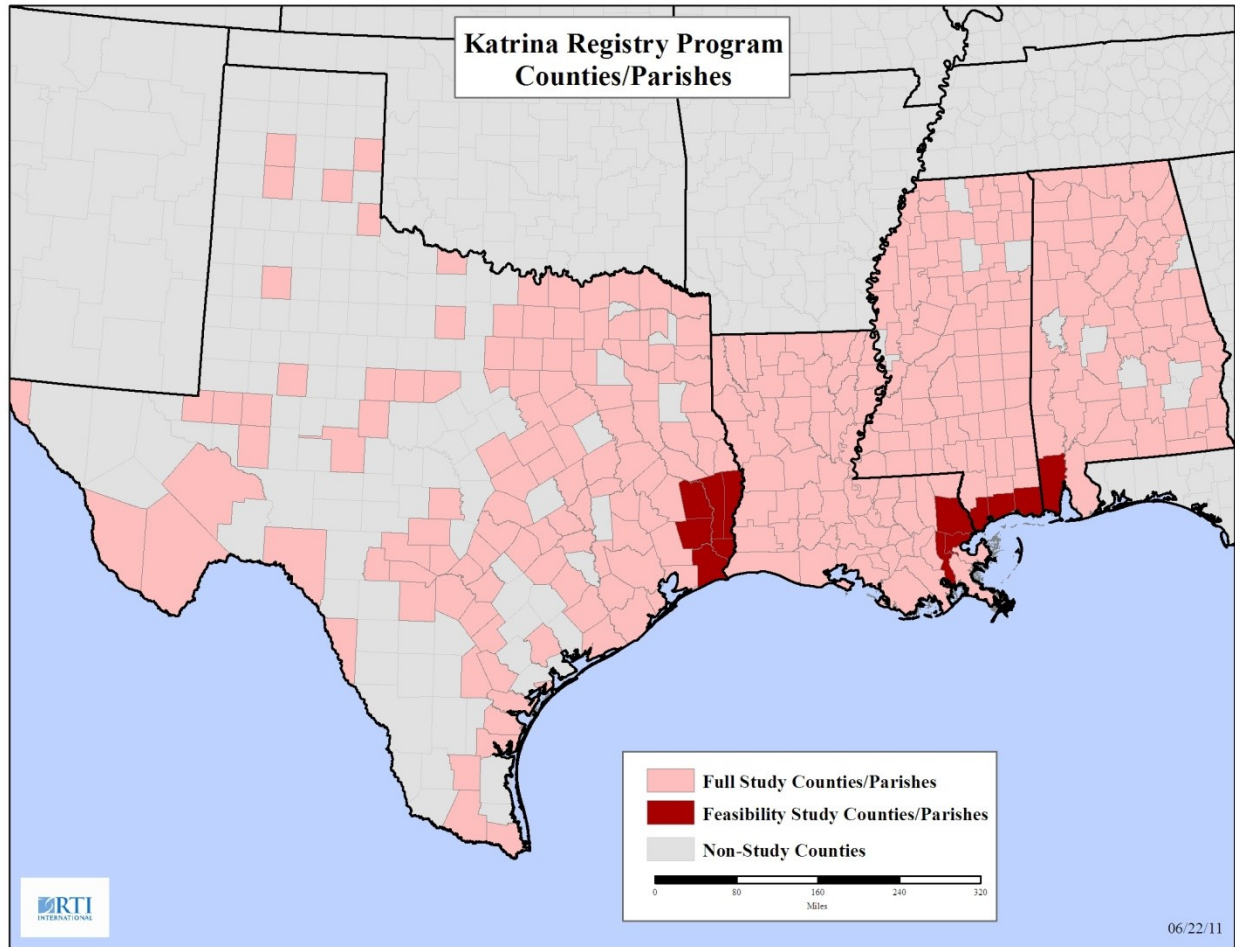 Katrina Registry Program
Counties/Parishes
Full Study Counties/Parishes
Feasibility Study Counties/Parishes
Non-Study Counties
0 80 160 240 320
Miles
RTI
INTERNATIONAL
06/22/11